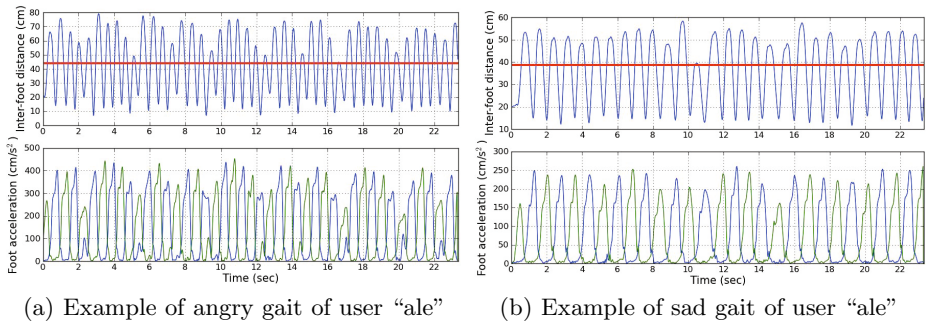 80
70
60
50
40
30
20
10
0
Inter-foot distance (cm)
0 2 4 6 8 10 12 14 16 18 20 22
500
400
300
200
100
0
Foot acceleration (cm/s²)
0 2 4 6 8 10 12 14 16 18 20 22
Time (sec)
(a) Example of angry gait of user “ale”
60
50
40
30
20
10
Inter-foot distance (cm)
0 2 4 6 8 10 12 14 16 18 20 22
300
250
200
150
100
50
0
Foot acceleration (cm/s²)
0 2 4 6 8 10 12 14 16 18 20 22
Time (sec)
(b) Example of sad gait of user “ale”